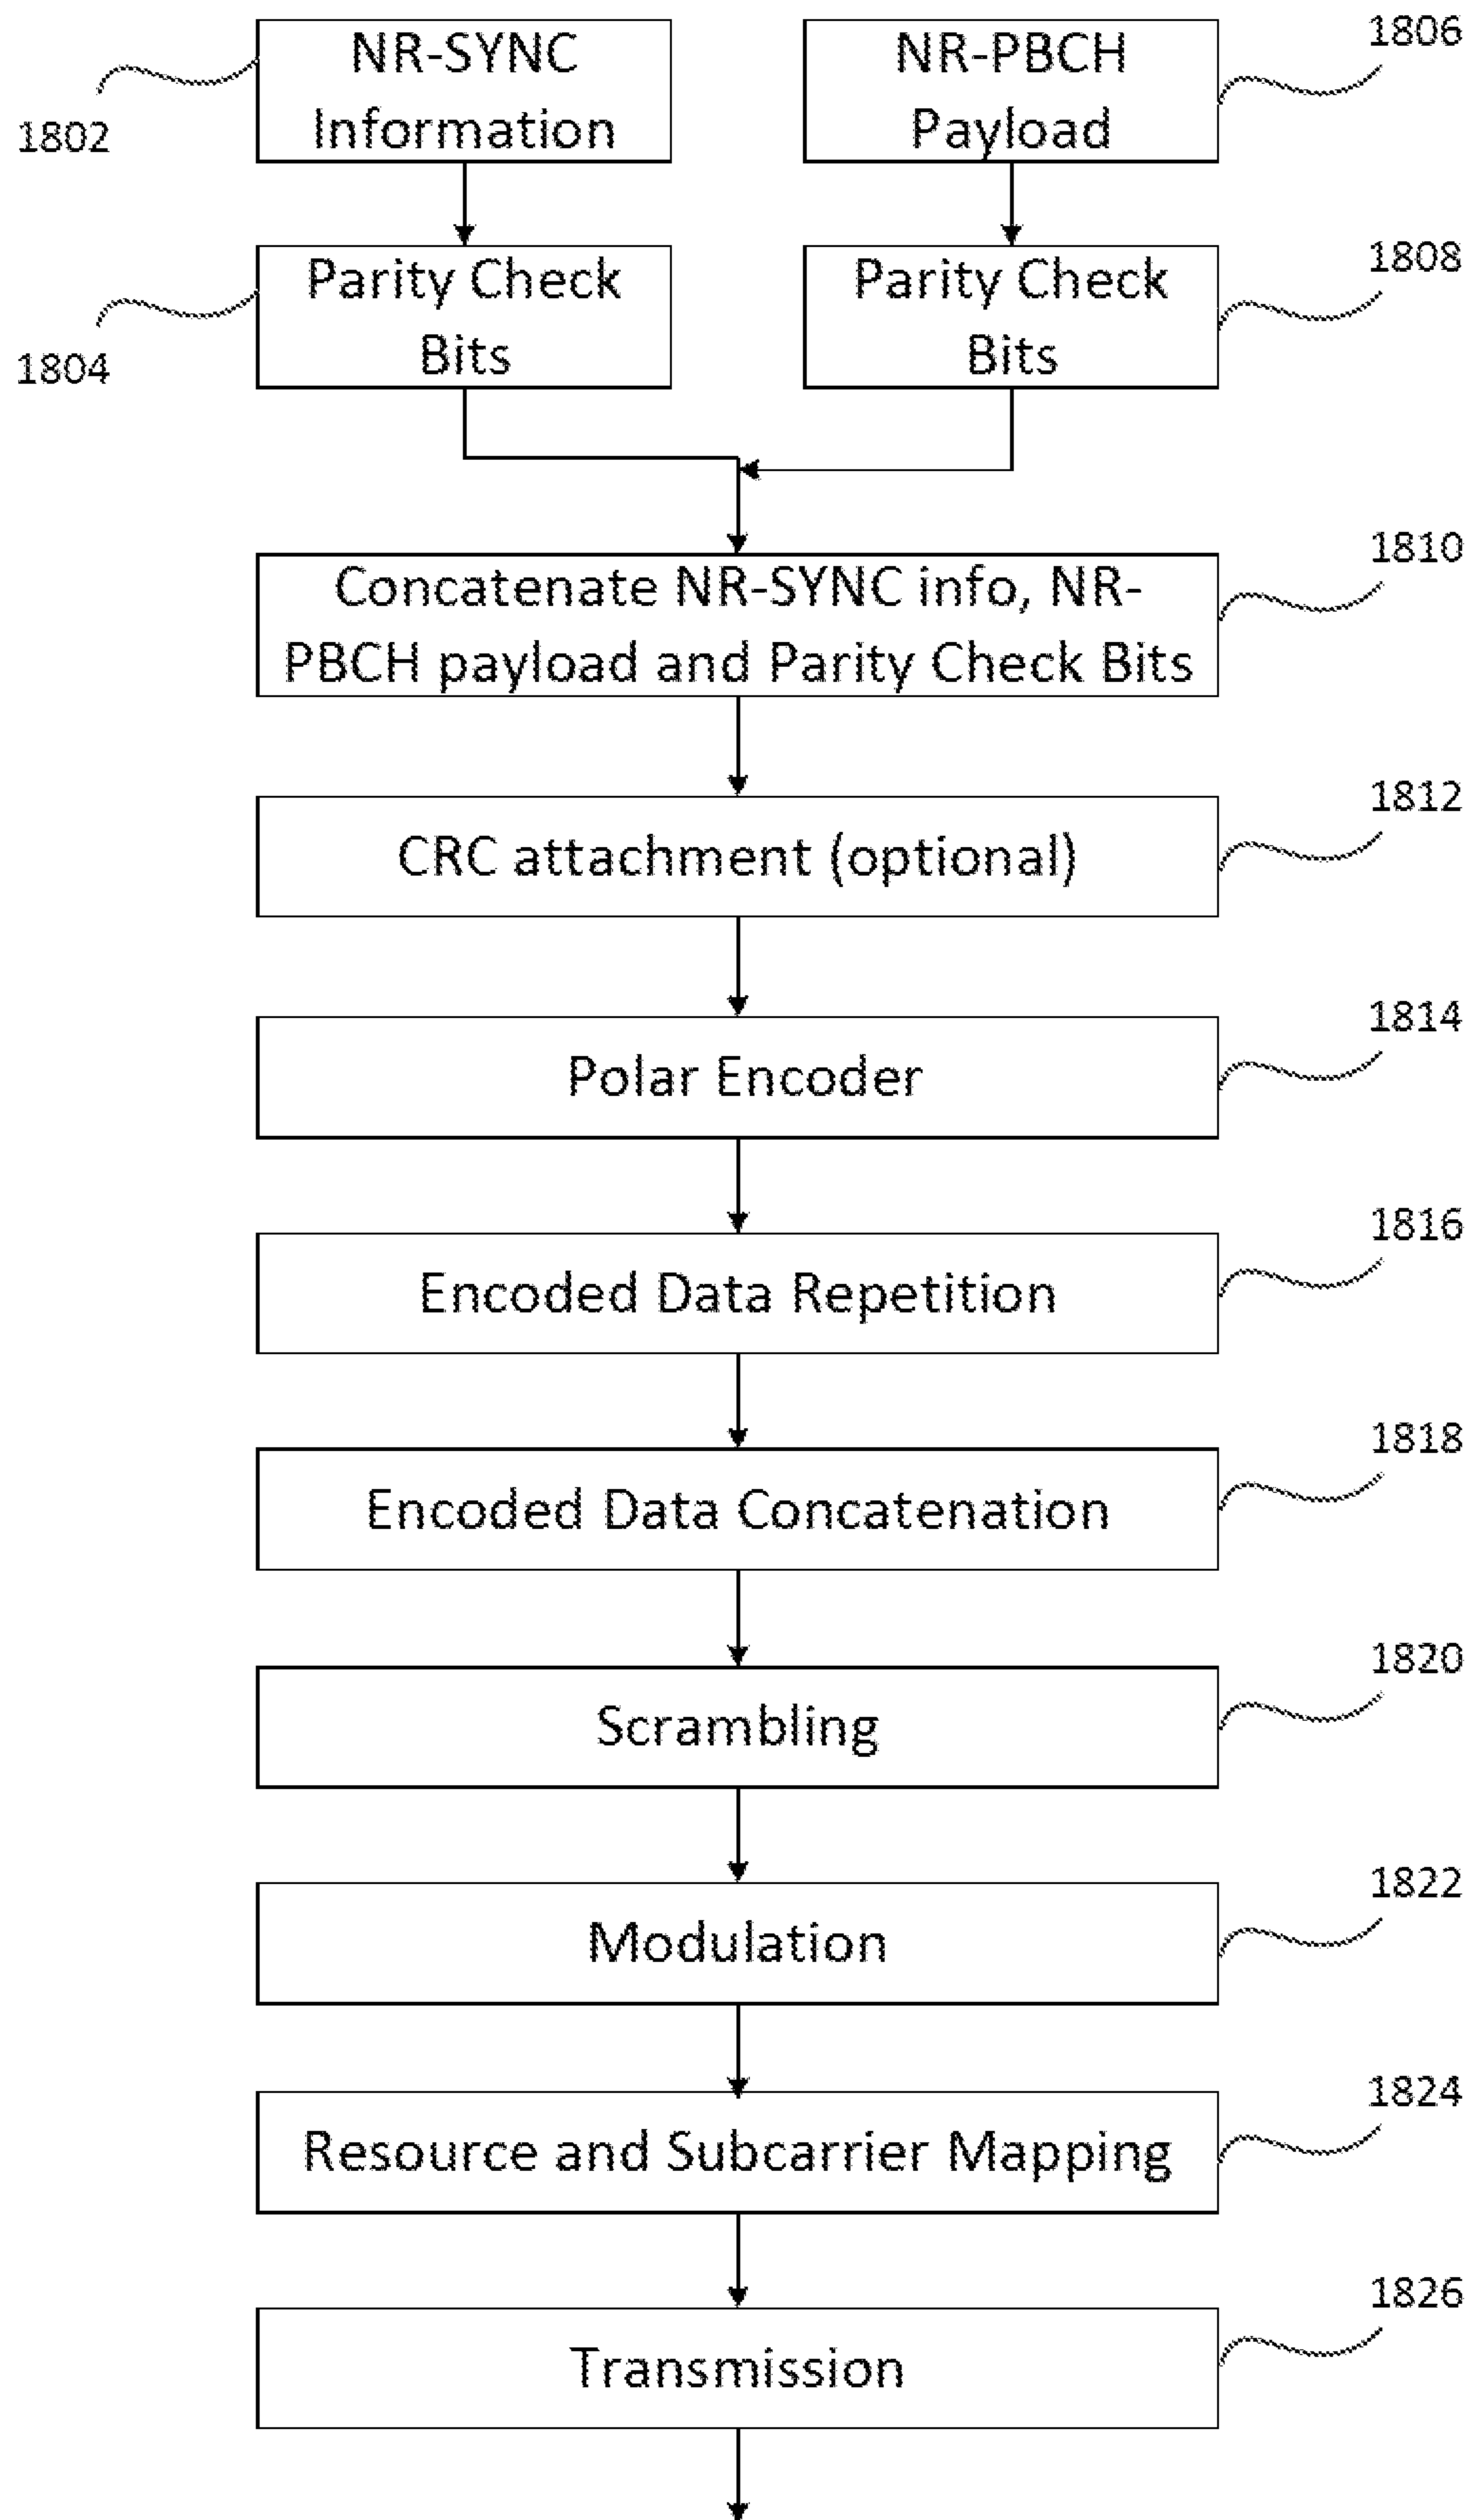 NR-SYNC
Information
1802
NR-PBCH
Payload
1806
Parity Check
Bits
1804
Parity Check
Bits
1808
Concatenate NR-SYNC info, NR-
PBCH payload and Parity Check Bits
1810
CRC attachment (optional)
1812
Polar Encoder
1814
Encoded Data Repetition
1816
Encoded Data Concatenation
1818
Scrambling
1820
Modulation
1822
Resource and Subcarrier Mapping
1824
Transmission
1826